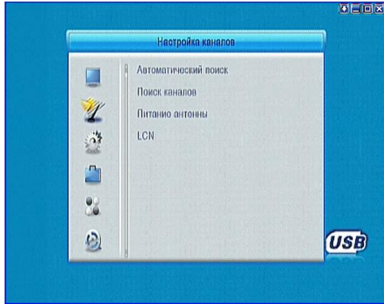 Настройка каналов
Автоматический поиск
Поиск каналов
Питание антенны
LCN
USB